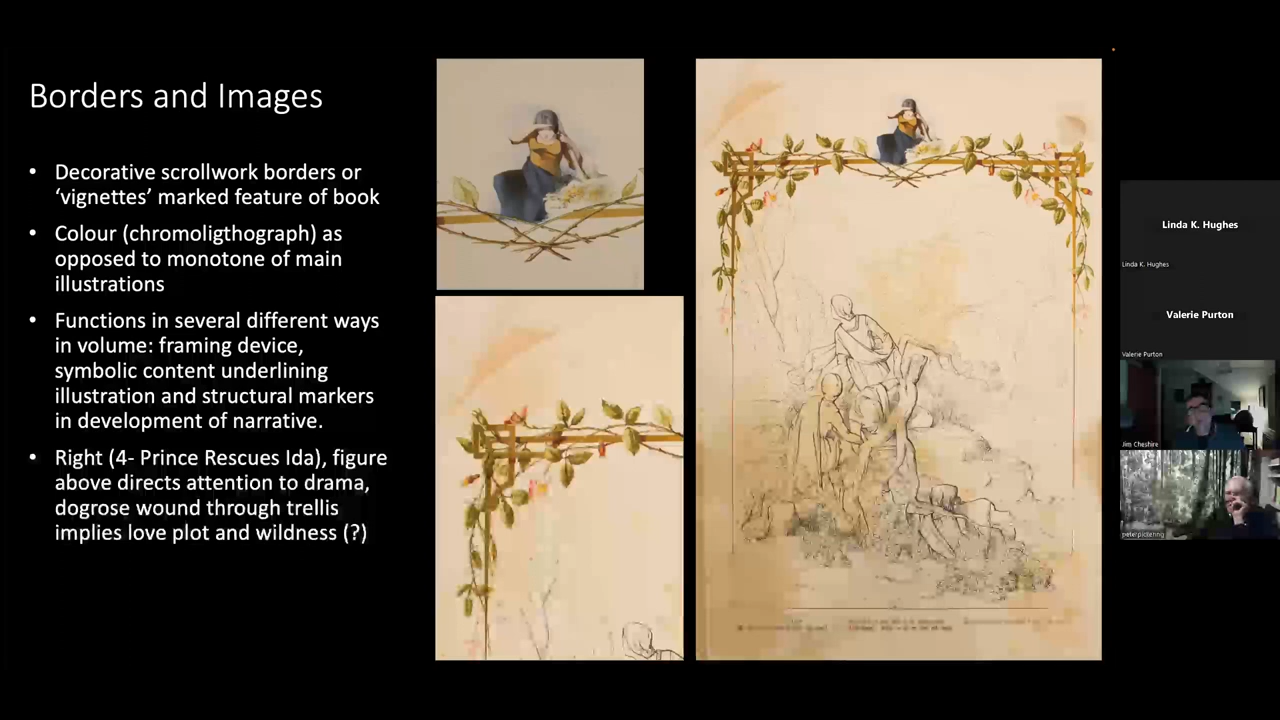 Borders and Images
• Decorative scrollwork borders or
‘vignettes’ marked feature of book
• Colour (chromoligthograph) as
opposed to monotone of main
illustrations
• Functions in several different ways
in volume: framing device,
symbolic content underlining
illustration and structural markers
in development of narrative.
• Right (4- Prince Rescues Ida), figure
above directs attention to drama,
dogrose wound through trellis
implies love plot and wildness (?)
Linda K. Hughes
Linda K. Hughes
Valerie Purton
Valerie Purton
Jim Cheshire
peterpickering